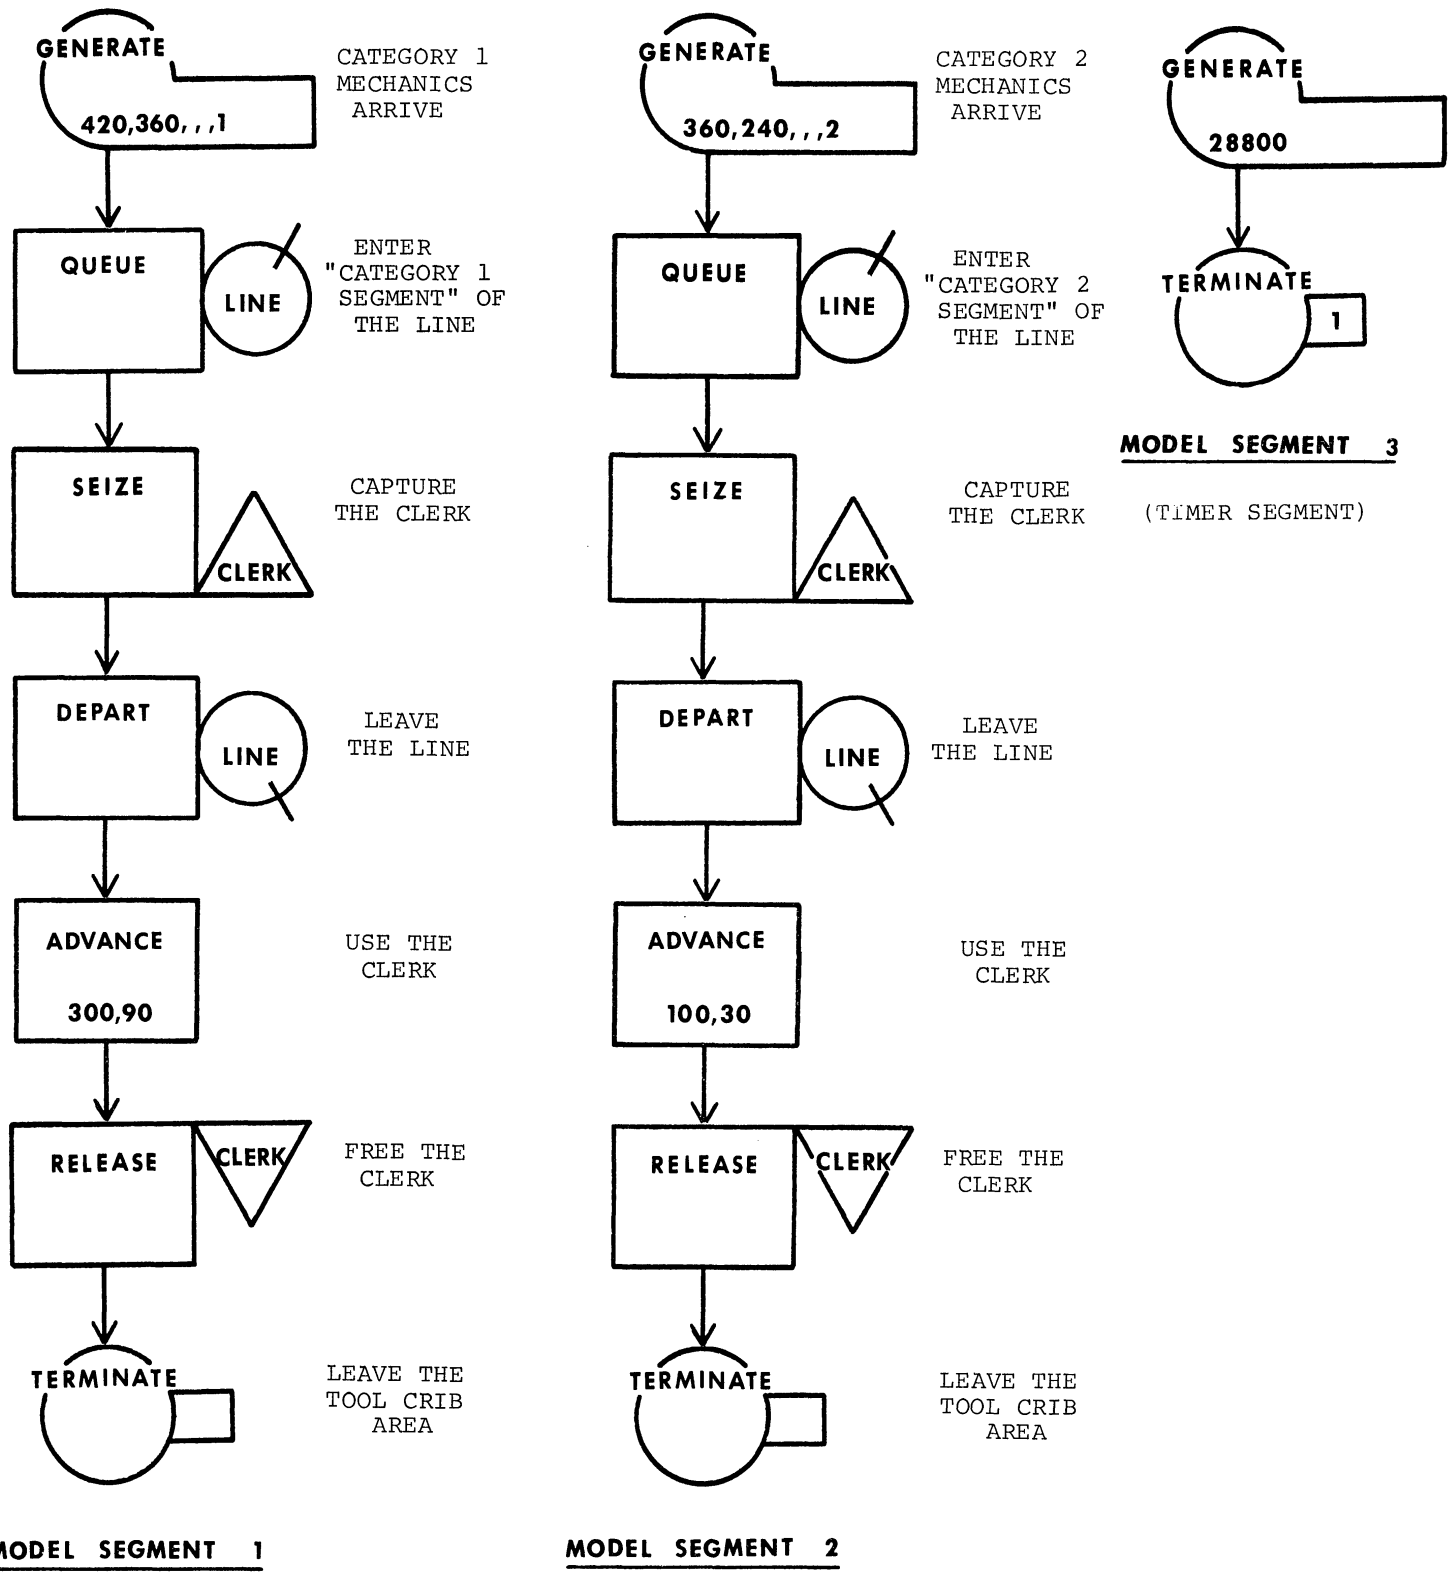 GENERATE
420,360,,,1
CATEGORY 1
MECHANICS
ARRIVE
QUEUE
LINE
ENTER
"CATEGORY 1
SEGMENT" OF
THE LINE
SEIZE
CLERK
CAPTURE
THE CLERK
DEPART
LINE
LEAVE
THE LINE
ADVANCE
300,90
USE THE
CLERK
RELEASE
CLERK
FREE THE
CLERK
TERMINATE
LEAVE THE
TOOL CRIB
AREA
MODEL SEGMENT 1
GENERATE
360,240,,,2
CATEGORY 2
MECHANICS
ARRIVE
QUEUE
LINE
ENTER
"CATEGORY 2
SEGMENT" OF
THE LINE
SEIZE
CLERK
CAPTURE
THE CLERK
DEPART
LINE
LEAVE
THE LINE
ADVANCE
100,30
USE THE
CLERK
RELEASE
CLERK
FREE THE
CLERK
TERMINATE
LEAVE THE
TOOL CRIB
AREA
MODEL SEGMENT 2
GENERATE
28800
TERMINATE
1
MODEL SEGMENT 3
(TIMER SEGMENT)